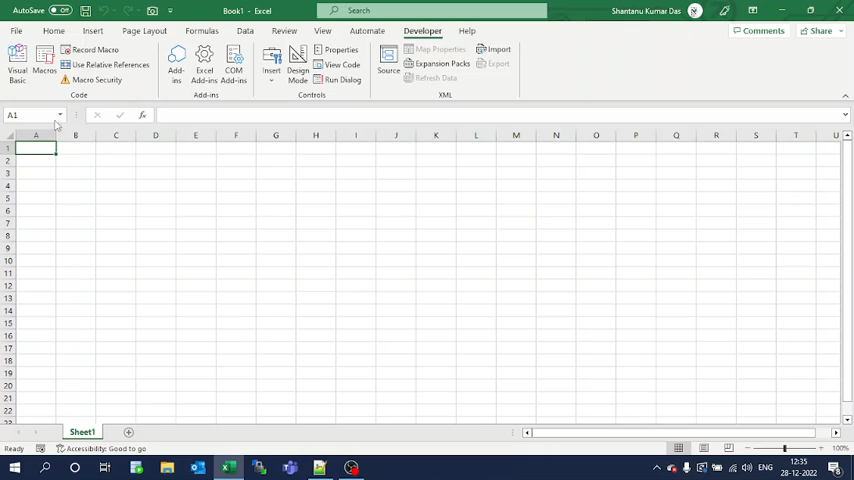 AutoSave Off Book1 - Excel Search Shantanu Kumar Das
File Home Insert Page Layout Formulas Data Review View Automate Developer Help Comments Share
Visual Basic
Macros
Record Macro
Use Relative References
Macro Security
Code
Add-ins
Excel Add-ins
COM Add-ins
Add-ins
Insert
Design Mode
Properties
View Code
Run Dialog
Controls
Source
Map Properties
Expansion Packs
Refresh Data
Import
Export
XML
A1 fx
A B C D E F G H I J K L M N O P Q R S T U
1
2
3
4
5
6
7
8
9
10
11
12
13
14
15
16
17
18
19
20
21
22
23
Sheet1
Ready Accessibility: Good to go 100%
ENG 12:35
28-12-2022 8